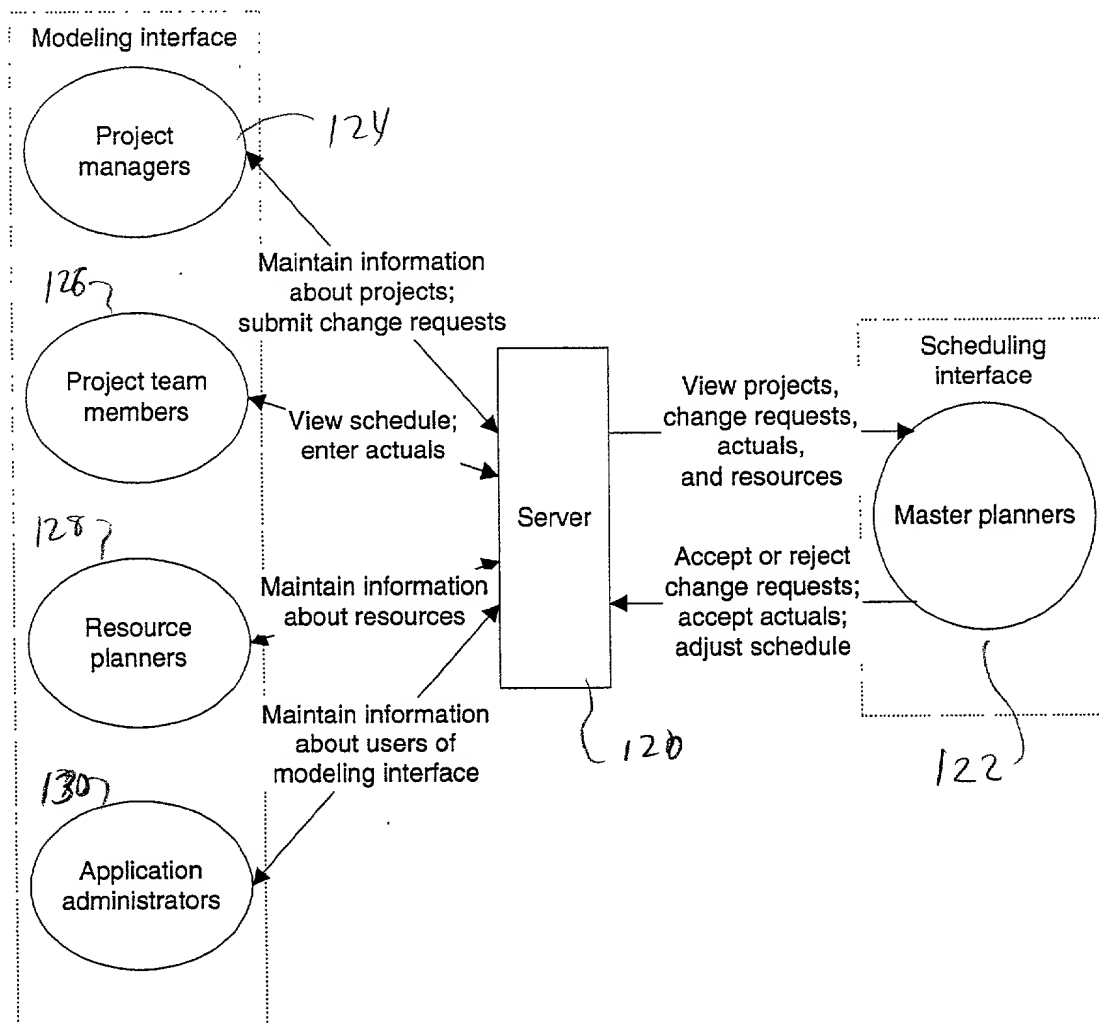 Modeling interface
Project
managers
124
Maintain information
about projects;
submit change requests
126
Project team
members
View schedule;
enter actuals
Scheduling
interface
View projects,
change requests,
actuals,
and resources
Server
Master planners
128
Resource
planners
Maintain information
about resources
Accept or reject
change requests;
accept actuals;
adjust schedule
Maintain information
about users of
modeling interface
120
122
130
Application
administrators